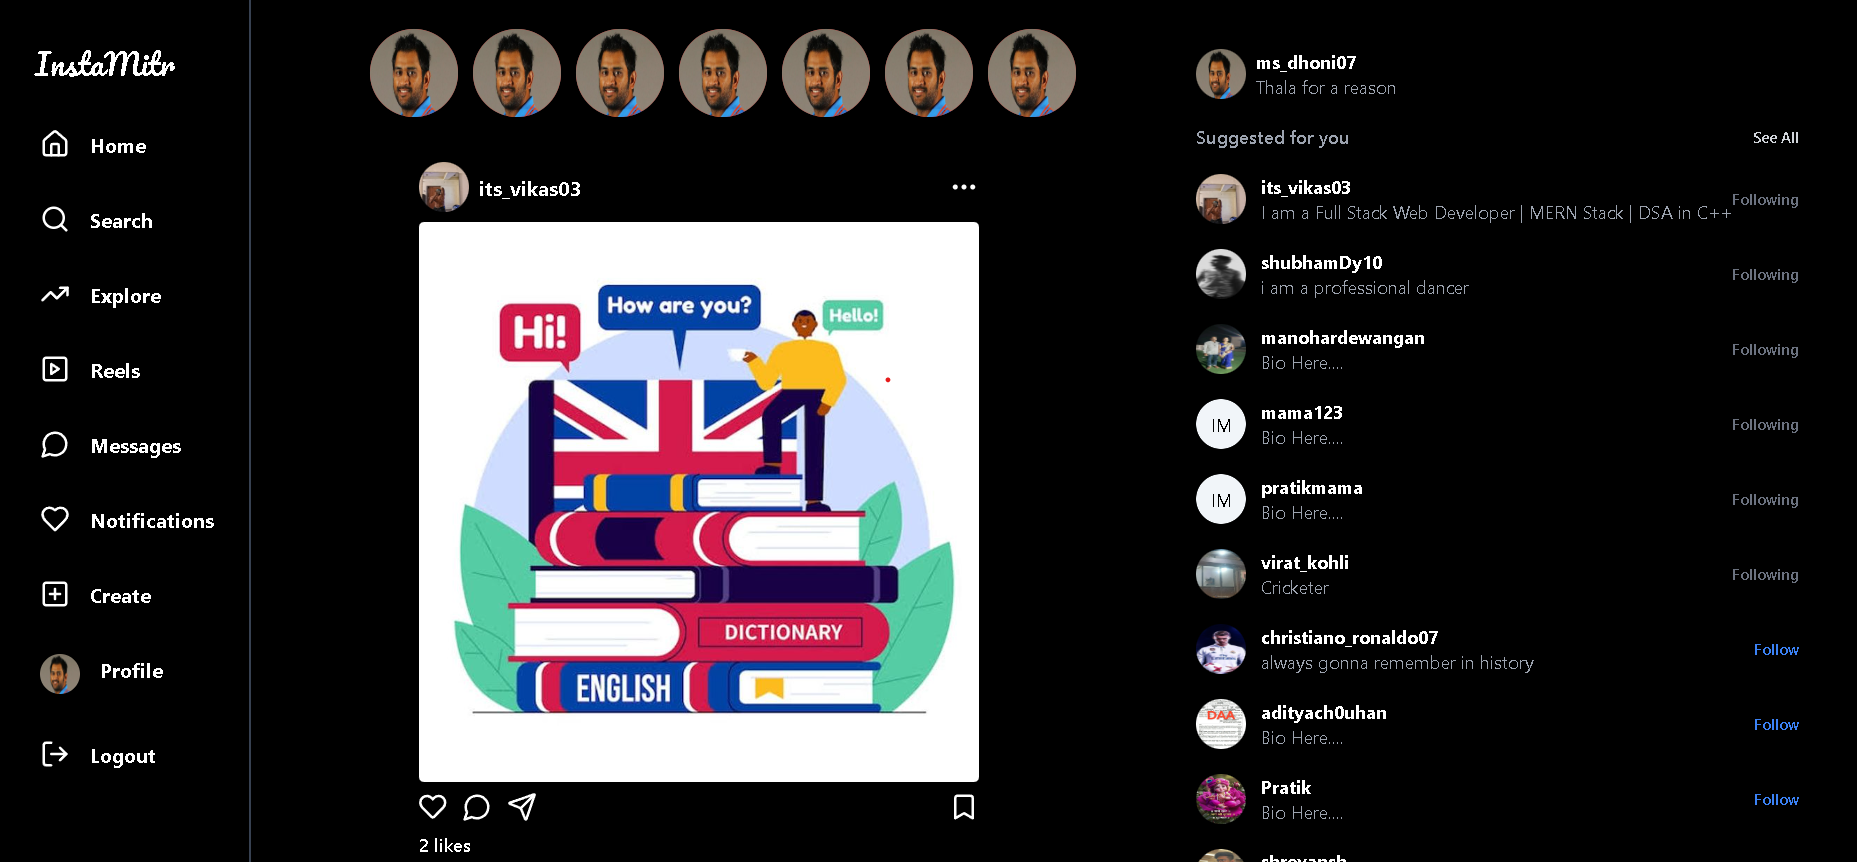 InstaMitr
Home
Search
Explore
Reels
Messages
Notifications
Create
Profile
Logout
its_vikas03
Hi!
How are you?
Hello!
DICTIONARY
ENGLISH
2 likes
ms_dhoni07
Thala for a reason
Suggested for you
See All
its_vikas03
I am a Full Stack Web Developer | MERN Stack | DSA in C++
Following
shubhamDy10
i am a professional dancer
Following
manohardewangan
Bio Here....
Following
IM
mama123
Bio Here....
Following
IM
pratikmama
Bio Here....
Following
virat_kohli
Cricketer
Following
christiano_ronaldo07
always gonna remember in history
Follow
DAA
adityach0uhan
Bio Here....
Follow
Pratik
Bio Here....
Follow